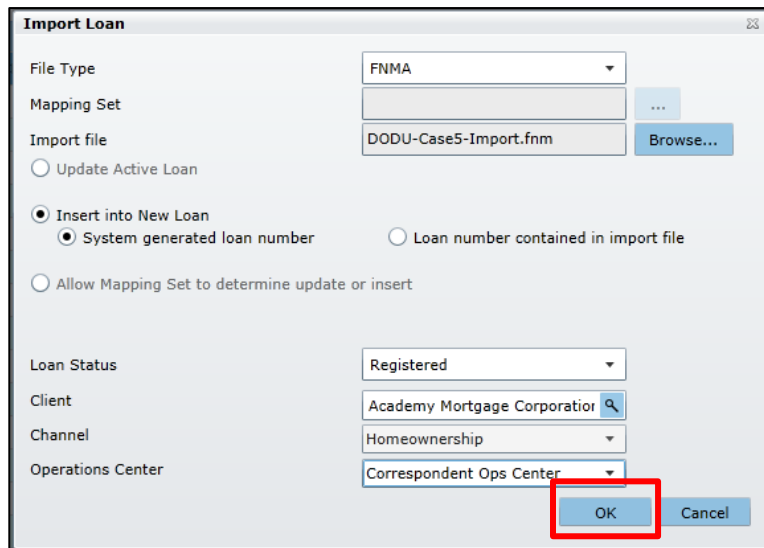 Import Loan
File Type FNMA
Mapping Set ...
Import file DODU-Case5-Import.fnm Browse...
Update Active Loan
Insert into New Loan
System generated loan number Loan number contained in import file
Allow Mapping Set to determine update or insert
Loan Status Registered
Client Academy Mortgage Corporation
Channel Homeownership
Operations Center Correspondent Ops Center
OK Cancel